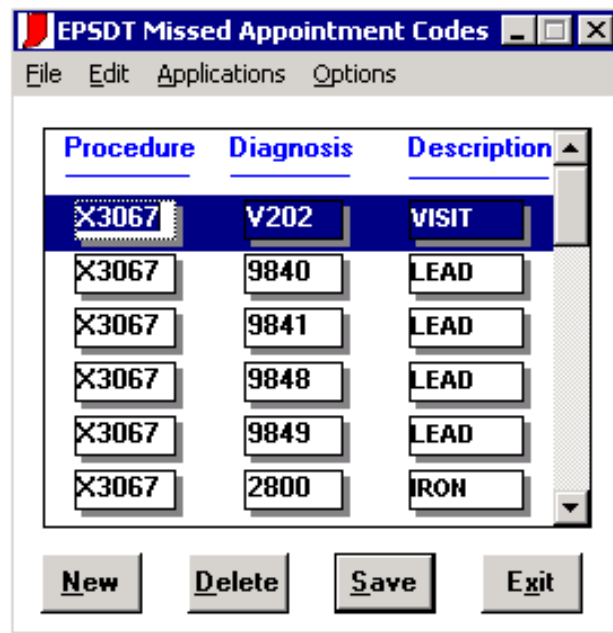 EPSDT Missed Appointment Codes
File Edit Applications Options
Procedure Diagnosis Description
X3067 V202 VISIT
X3067 9840 LEAD
X3067 9841 LEAD
X3067 9848 LEAD
X3067 9849 LEAD
X3067 2800 IRON
New Delete Save Exit